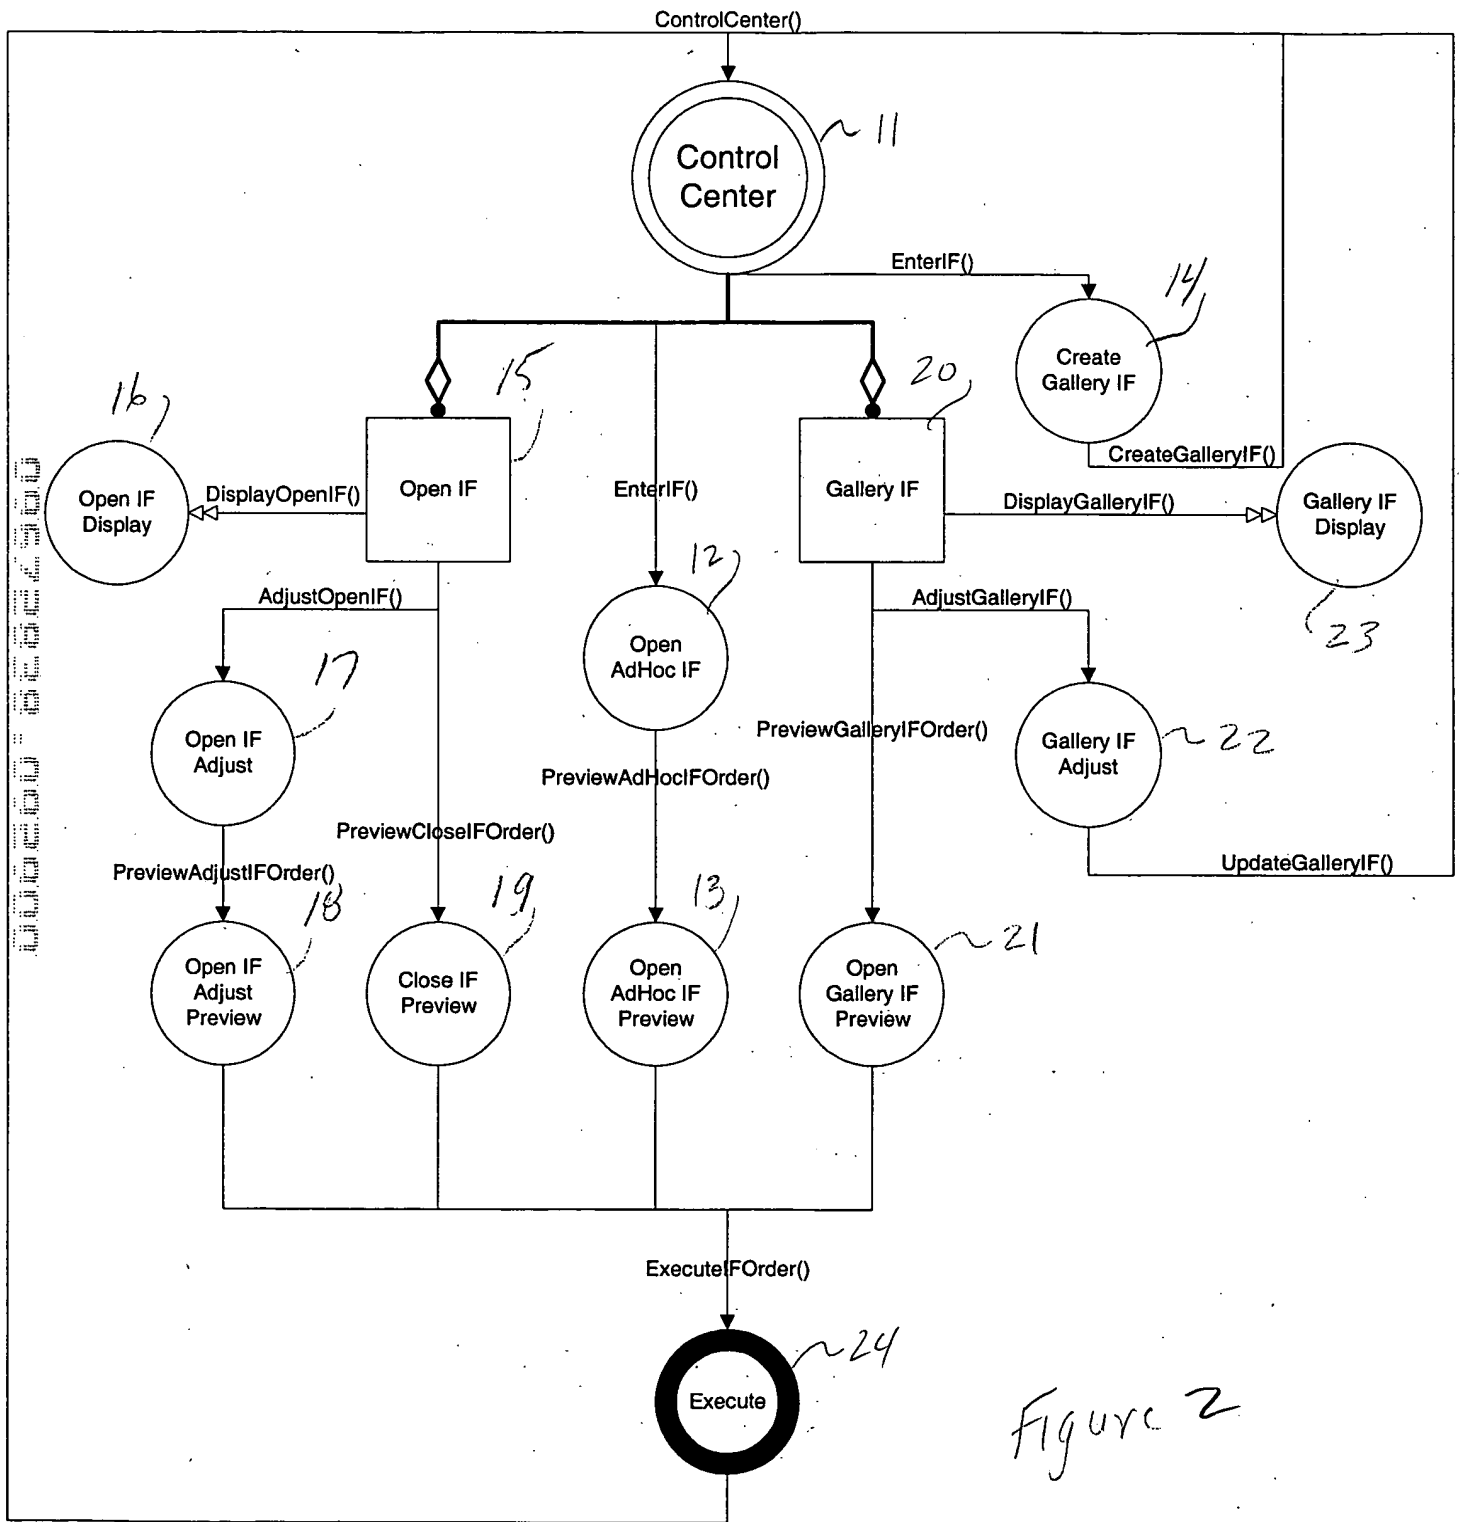 ControlCenter()
11
Control
Center
EnterIF()
14
Create
Gallery IF
CreateGalleryIF()
15
20
16
Open IF
Display
DisplayOpenIF()
Open IF
EnterIF()
Gallery IF
DisplayGalleryIF()
Gallery IF
Display
23
12
AdjustOpenIF()
AdjustGalleryIF()
Open
AdHoc IF
17
Open IF
Adjust
PreviewGalleryIFOrder()
Gallery IF
Adjust
22
PreviewAdHocIFOrder()
PreviewCloseIFOrder()
PreviewAdjustIFOrder()
UpdateGalleryIF()
18
19
13
21
Open IF
Adjust
Preview
Close IF
Preview
Open
AdHoc IF
Preview
Open
Gallery IF
Preview
ExecuteIFOrder()
24
Execute
Figure 2